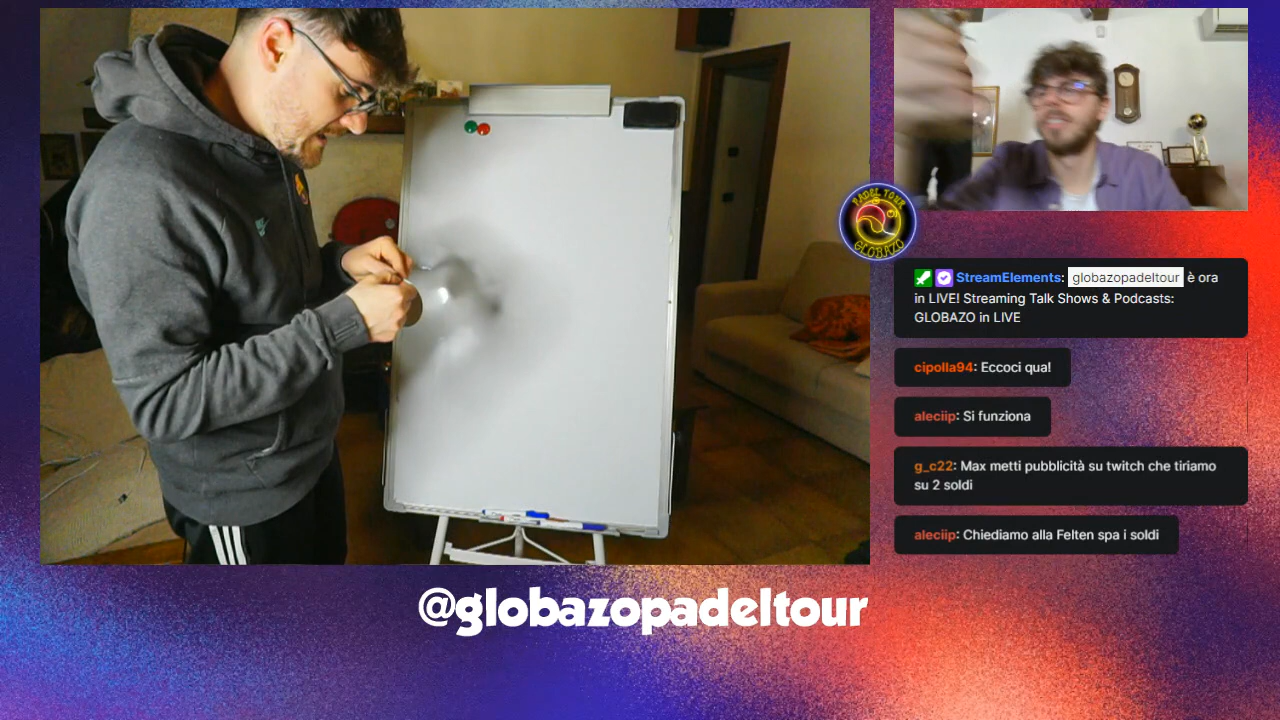 PADEL TOUR
GLOBAZO
StreamElements: globazopadeltour è ora
in LIVE! Streaming Talk Shows & Podcasts:
GLOBAZO in LIVE
cipolla94: Eccoci qual
aleciip: Si funziona
g_c22: Max metti pubblicità su twitch che tiriamo
su 2 soldi
aleciip: Chiediamo alla Felten spa i soldi
@globazopadeltour